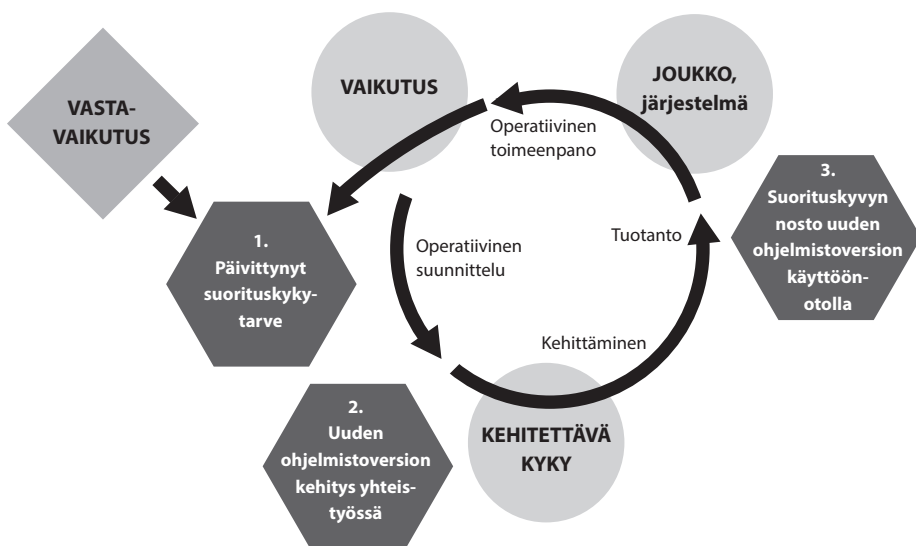 VASTA-
VAIKUTUS
VAIKUTUS
JOUKKO,
järjestelmä
Operatiivinen
toimeenpano
1.
Päivittynyt
suorituskyky-
tarve
Operatiivinen
suunnittelu
Tuotanto
3.
Suorituskyvyn
nosto uuden
ohjelmistoversion
käyttöön-
otolla
Kehittäminen
2.
Uuden
ohjelmistoversion
kehitys yhteis-
työssä
KEHITETTÄVÄ
KYKY